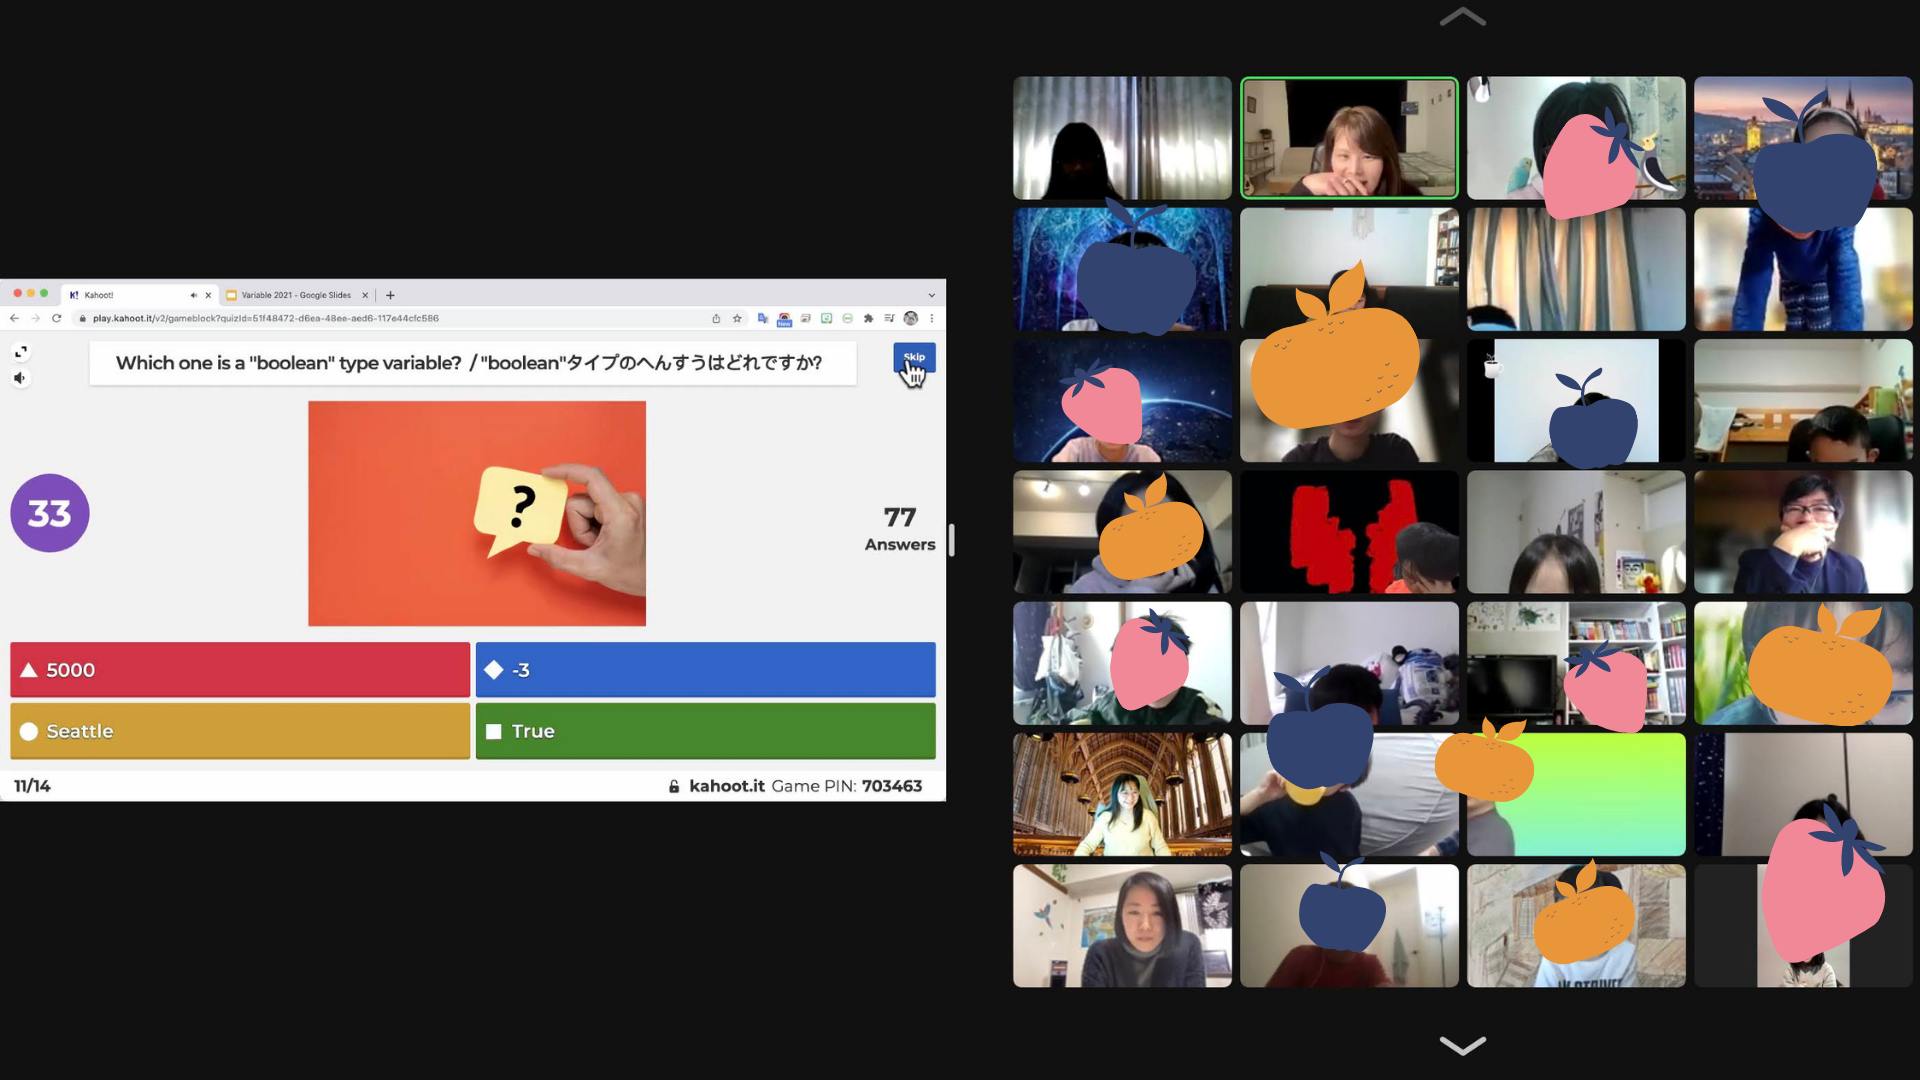 Kahoot!
Variable 2021 - Google Slides
play.kahoot.it/v2/gameblock?quizId=51f48472-d6ea-48ee-aed6-117e44cfc586
New
Which one is a "boolean" type variable? / "boolean"タイプのへんすうはどれですか?
Skip
33
?
77
Answers
5000
-3
Seattle
True
11/14
kahoot.it Game PIN: 703463